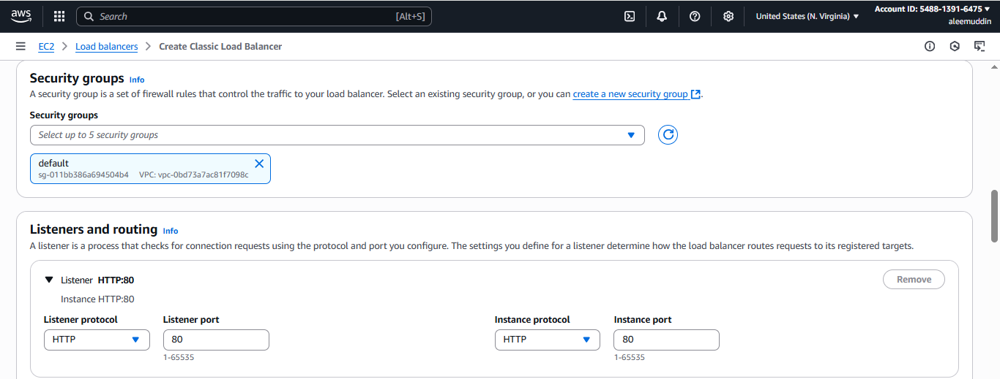 aws
Search [Alt+S]
United States (N. Virginia)
Account ID: 5488-1391-6475
aleemuddin
EC2 Load balancers Create Classic Load Balancer
Security groups Info
A security group is a set of firewall rules that control the traffic to your load balancer. Select an existing security group, or you can create a new security group.
Security groups
Select up to 5 security groups
default
sg-011bb386a694504b4 VPC: vpc-0bd73a7ac81f7098c
Listeners and routing Info
A listener is a process that checks for connection requests using the protocol and port you configure. The settings you define for a listener determine how the load balancer routes requests to its registered targets.
Listener HTTP:80 Remove
Instance HTTP:80
Listener protocol Listener port Instance protocol Instance port
HTTP 80 HTTP 80
1-65535 1-65535